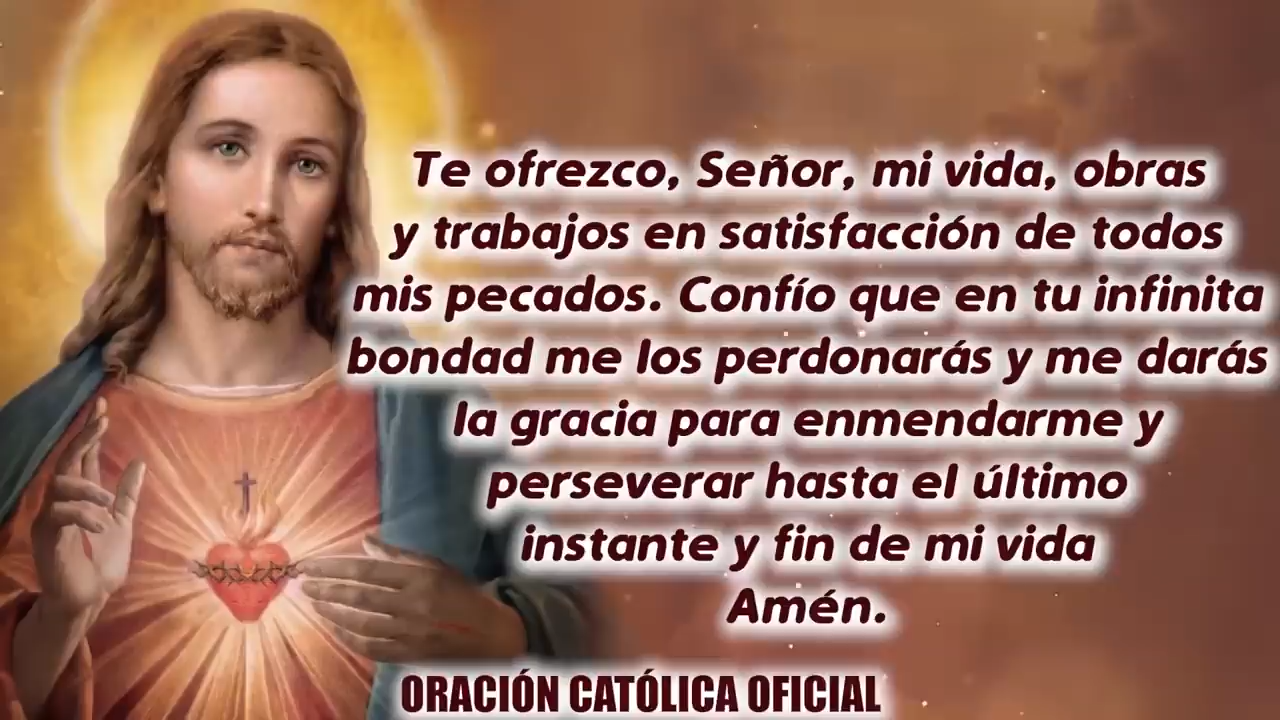 Te ofrezco, Señor, mi vida, obras
y trabajos en satisfacción de todos
mis pecados. Confío que en tu infinita
bondad me los perdonarás y me darás
la gracia para enmendarme y
perseverar hasta el último
instante y fin de mi vida
Amén.
ORACIÓN CATÓLICA OFICIAL